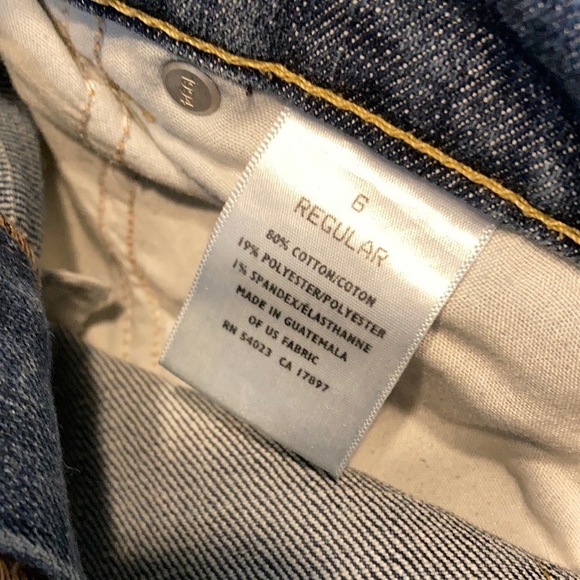 6
REGULAR
80% COTTON/COTON
19% POLYESTER/POLYESTER
1% SPANDEX/ÉLASTHANNE
MADE IN GUATEMALA
OF US FABRIC
RN 54023 CA 17897